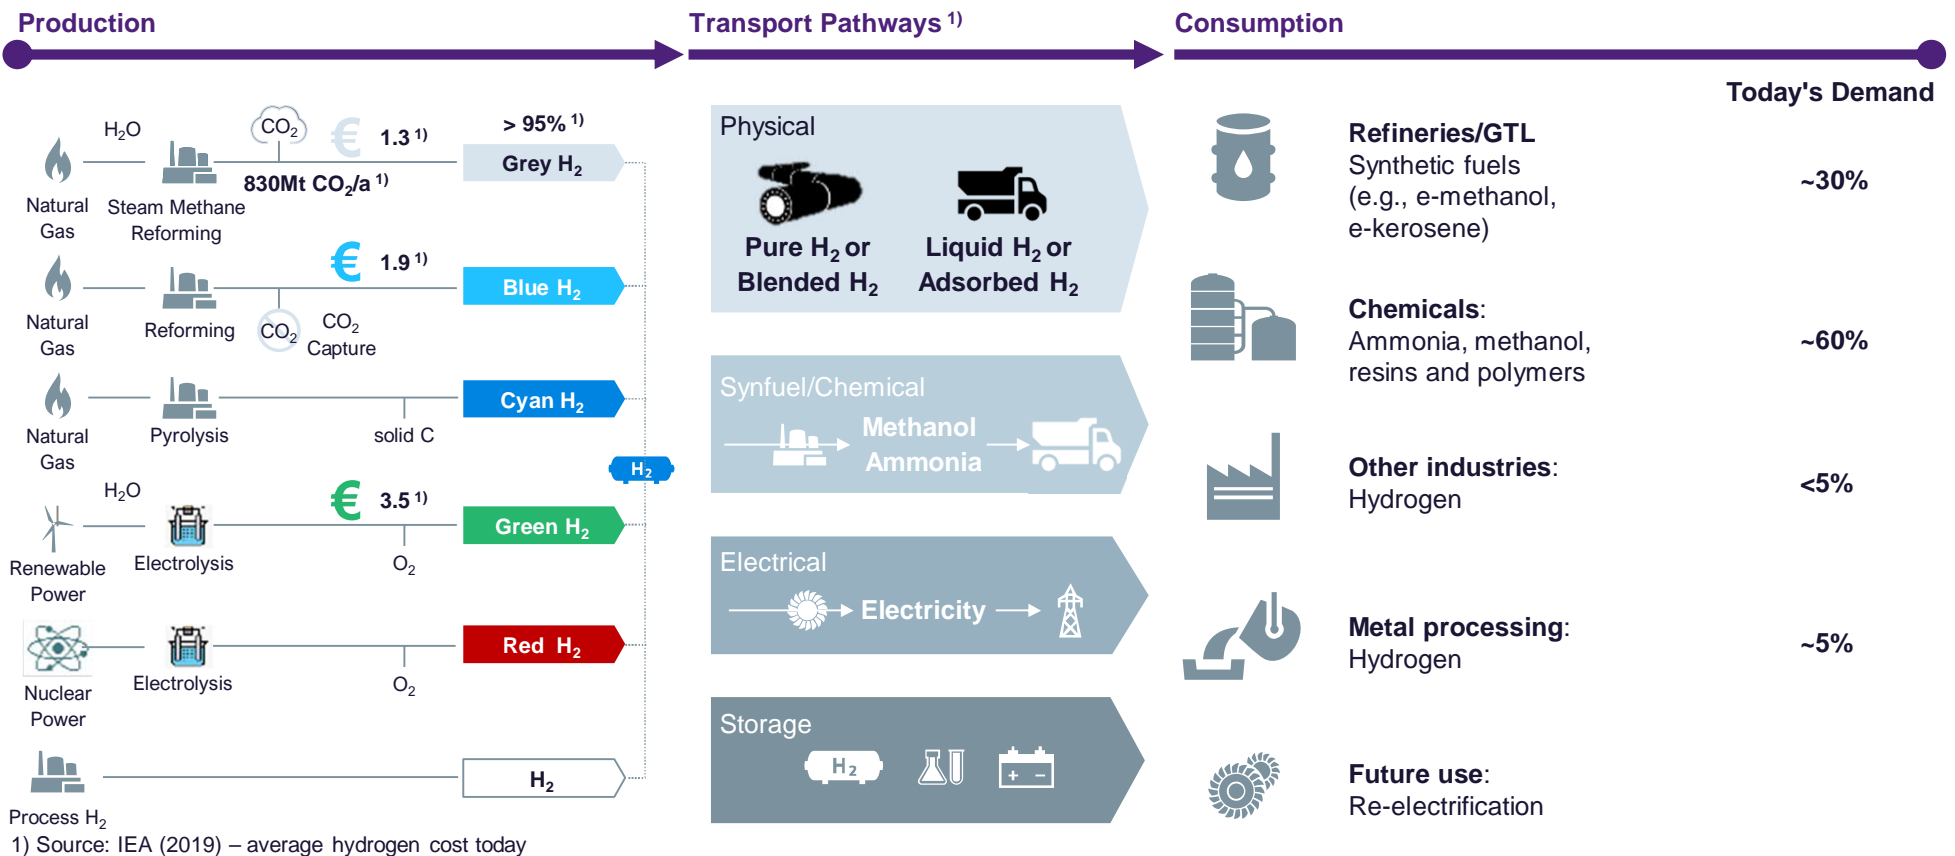 Production
Transport Pathways 1)
Consumption
Today's Demand
H2O
CO2
€ 1.3 1)
> 95% 1)
Grey H2
830Mt CO2/a 1)
Natural
Gas
Steam Methane
Reforming
€ 1.9 1)
Blue H2
Natural
Gas
Reforming
CO2
CO2
Capture
Cyan H2
Natural
Gas
Pyrolysis
solid C
H2
H2O
€ 3.5 1)
Green H2
Renewable
Power
Electrolysis
O2
Red H2
Nuclear
Power
Electrolysis
O2
H2
Process H2
1) Source: IEA (2019) – average hydrogen cost today
Physical
Pure H2 or
Blended H2
Liquid H2 or
Adsorbed H2
Synfuel/Chemical
Methanol
Ammonia
Electrical
Electricity
Storage
H2
+ −
Refineries/GTL
Synthetic fuels
(e.g., e-methanol,
e-kerosene)
~30%
Chemicals:
Ammonia, methanol,
resins and polymers
~60%
Other industries:
Hydrogen
<5%
Metal processing:
Hydrogen
~5%
Future use:
Re-electrification